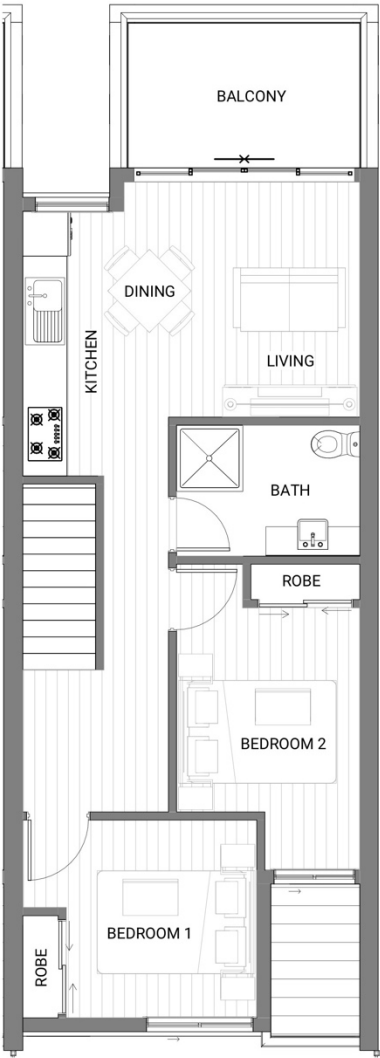 BALCONY
DINING
KITCHEN
LIVING
BATH
ROBE
BEDROOM 2
BEDROOM 1
ROBE